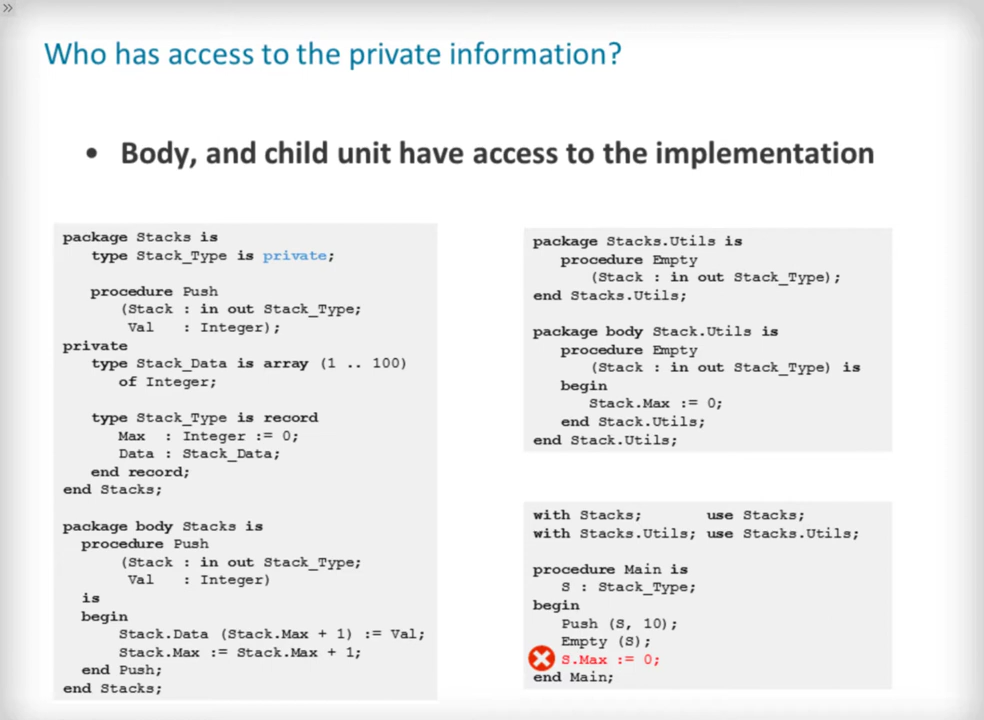 »
Who has access to the private information?
• Body, and child unit have access to the implementation
package Stacks is
type Stack_Type is private;
procedure Push
(Stack : in out Stack_Type;
Val : Integer);
private
type Stack_Data is array (1 .. 100)
of Integer;
type Stack_Type is record
Max : Integer := 0;
Data : Stack_Data;
end record;
end Stacks;
package body Stacks is
procedure Push
(Stack : in out Stack_Type;
Val : Integer)
is
begin
Stack.Data (Stack.Max + 1) := Val;
Stack.Max := Stack.Max + 1;
end Push;
end Stacks;
package Stacks.Utils is
procedure Empty
(Stack : in out Stack_Type);
end Stacks.Utils;
package body Stack.Utils is
procedure Empty
(Stack : in out Stack_Type) is
begin
Stack.Max := 0;
end Stack.Utils;
end Stack.Utils;
with Stacks; use Stacks;
with Stacks.Utils; use Stacks.Utils;
procedure Main is
S : Stack_Type;
begin
Push (S, 10);
Empty (S);
S.Max := 0;
end Main;